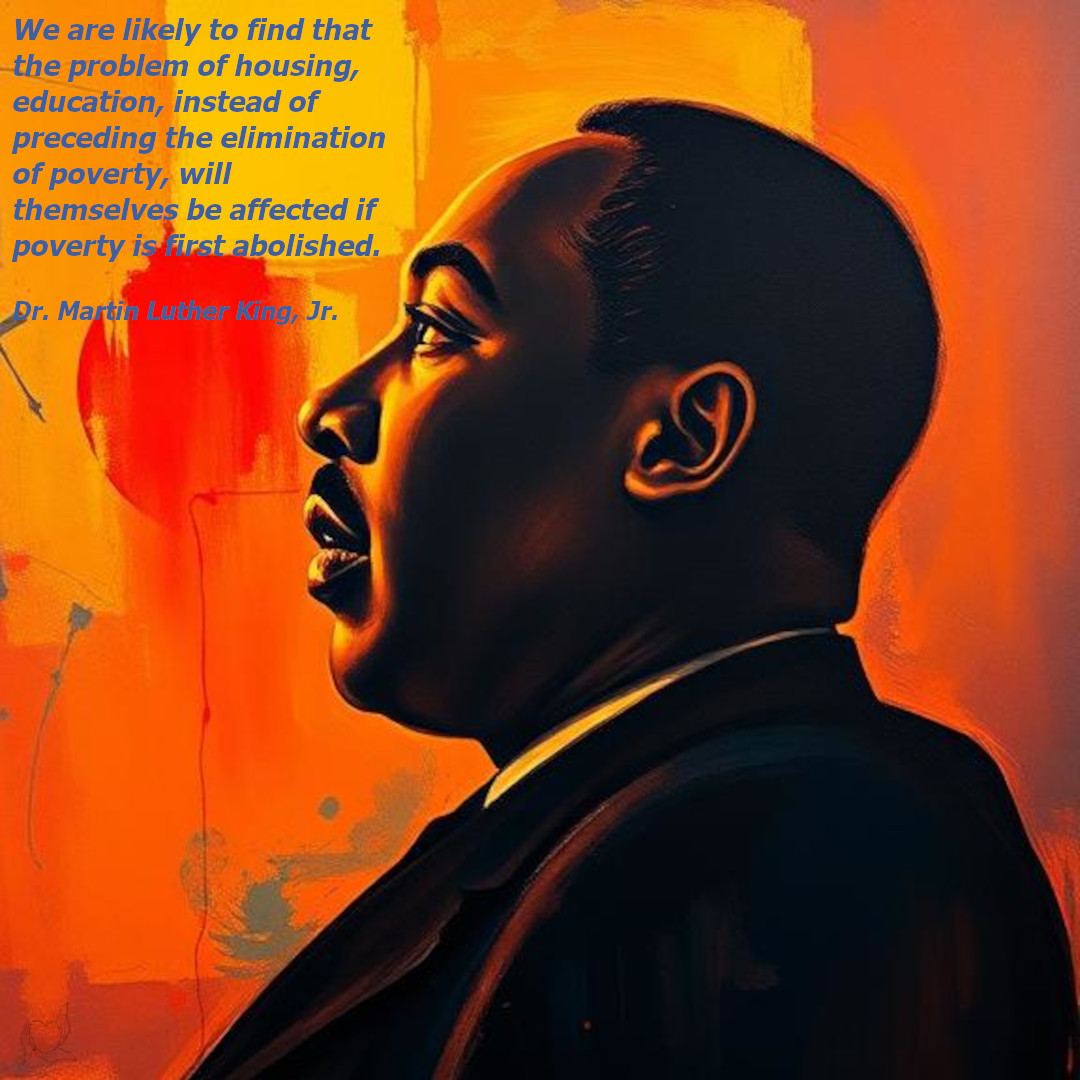 We are likely to find that
the problem of housing,
education, instead of
preceding the elimination
of poverty, will
themselves be affected if
poverty is first abolished.
Dr. Martin Luther King, Jr.